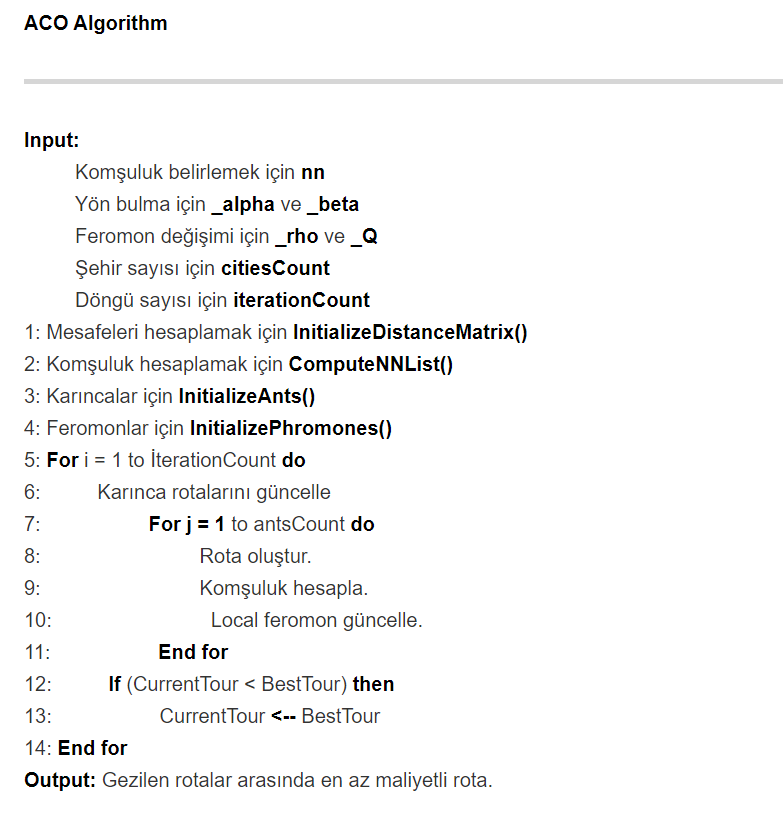 ACO Algorithm
Input:
Komşuluk belirlemek için nn
Yön bulma için _alpha ve _beta
Feromon değişimi için _rho ve _Q
Şehir sayısı için citiesCount
Döngü sayısı için iterationCount
1: Mesafeleri hesaplamak için InitializeDistanceMatrix()
2: Komşuluk hesaplamak için ComputeNNList()
3: Karıncalar için InitializeAnts()
4: Feromonlar için InitializePhromones()
5: For i = 1 to İterationCount do
6: Karınca rotalarını güncelle
7: For j = 1 to antsCount do
8: Rota oluştur.
9: Komşuluk hesapla.
10: Local feromon güncelle.
11: End for
12: If (CurrentTour < BestTour) then
13: CurrentTour <-- BestTour
14: End for
Output: Gezilen rotalar arasında en az maliyetli rota.